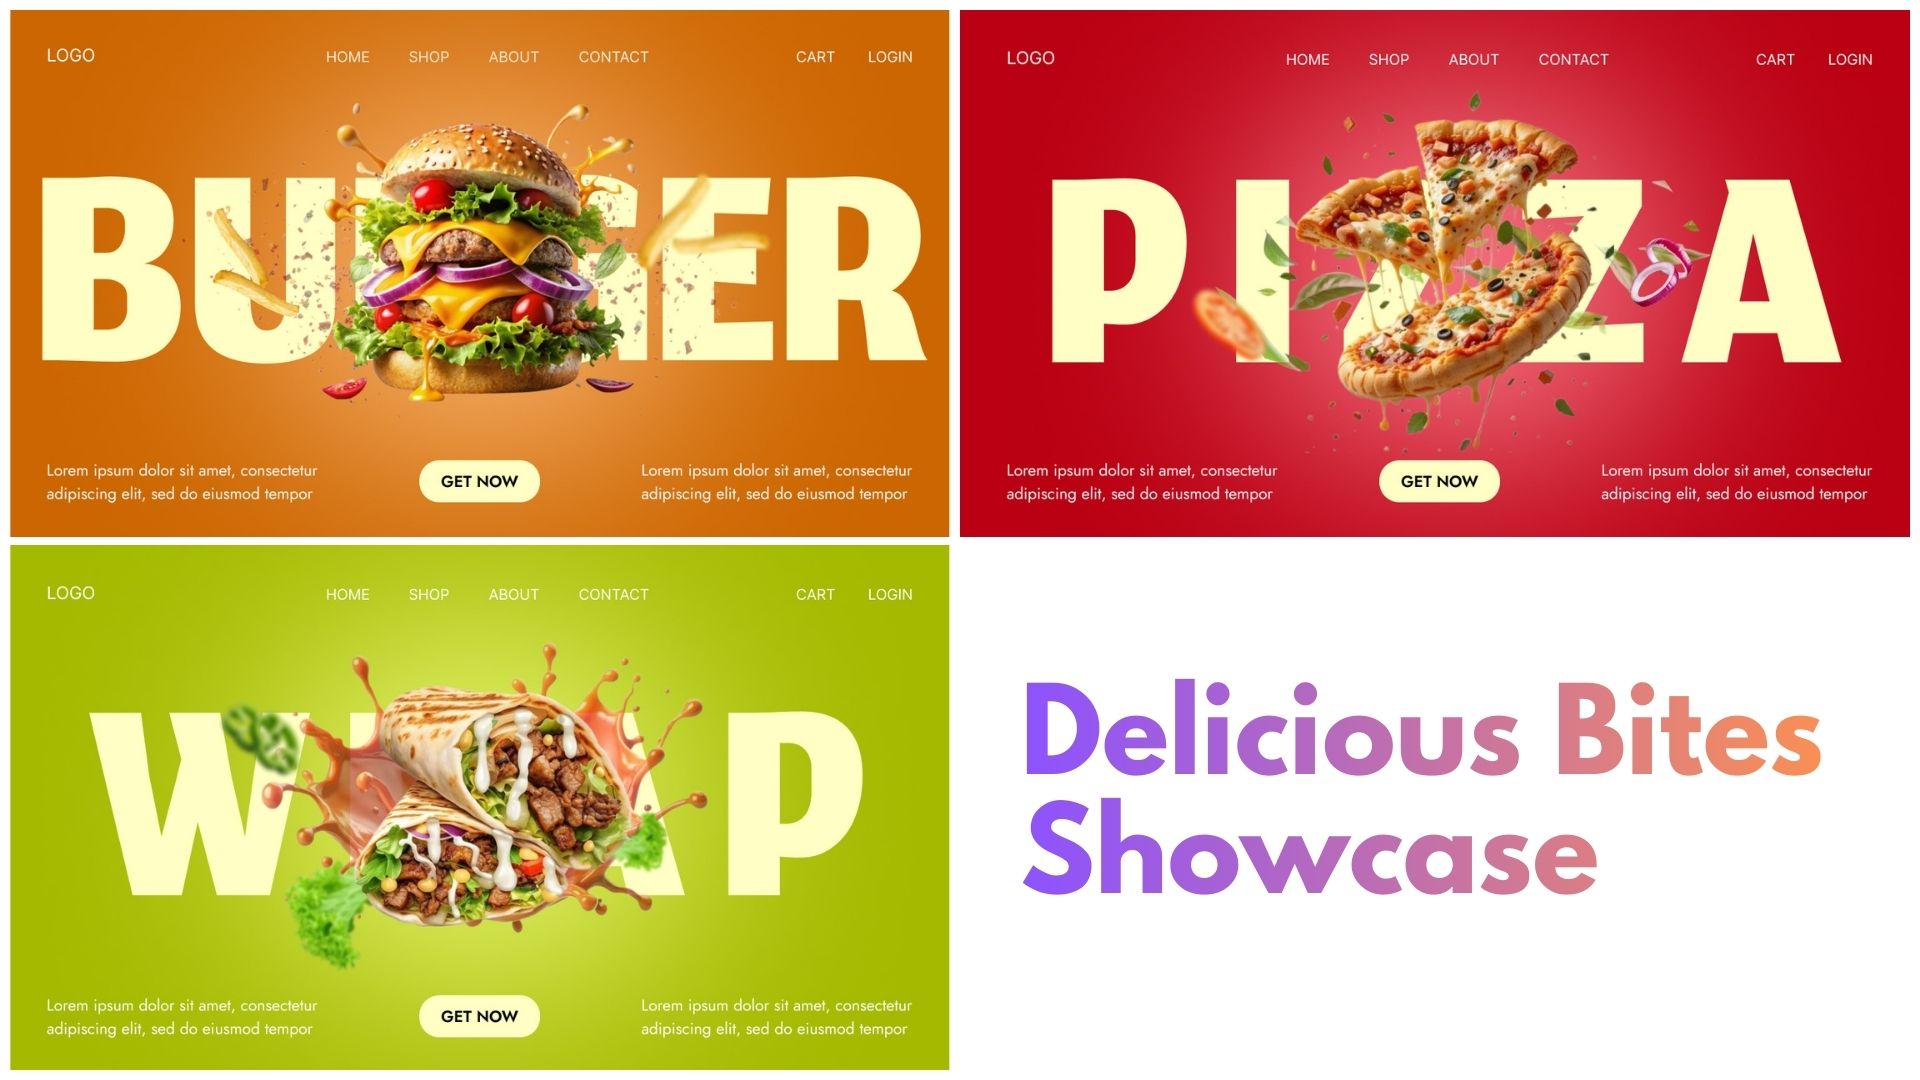 LOGO HOME SHOP ABOUT CONTACT CART LOGIN
BURGER
Lorem ipsum dolor sit amet, consectetur
adipiscing elit, sed do eiusmod tempor
GET NOW
Lorem ipsum dolor sit amet, consectetur
adipiscing elit, sed do eiusmod tempor
LOGO HOME SHOP ABOUT CONTACT CART LOGIN
PIZZA
Lorem ipsum dolor sit amet, consectetur
adipiscing elit, sed do eiusmod tempor
GET NOW
Lorem ipsum dolor sit amet, consectetur
adipiscing elit, sed do eiusmod tempor
LOGO HOME SHOP ABOUT CONTACT CART LOGIN
WRAP
Lorem ipsum dolor sit amet, consectetur
adipiscing elit, sed do eiusmod tempor
GET NOW
Lorem ipsum dolor sit amet, consectetur
adipiscing elit, sed do eiusmod tempor
Delicious Bites
Showcase